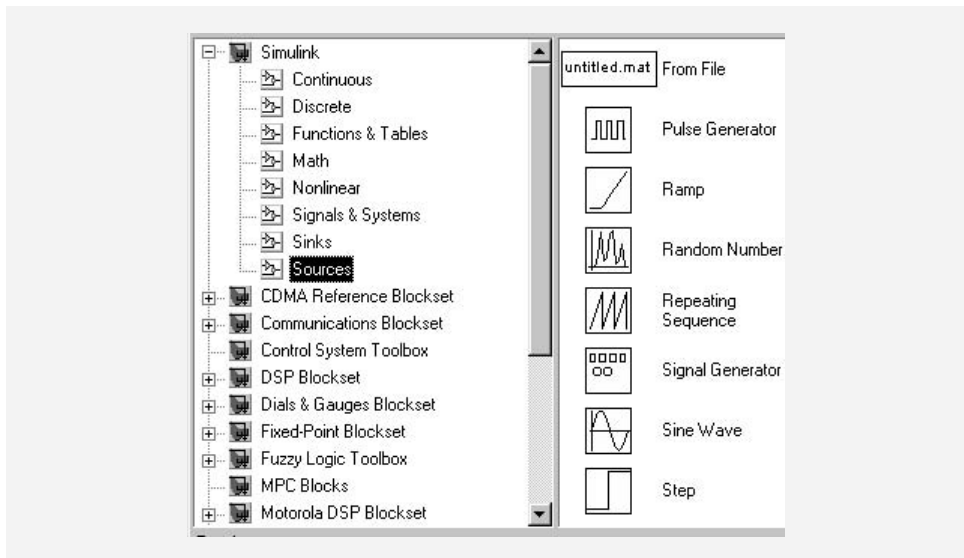 Simulink
Continuous
Discrete
Functions & Tables
Math
Nonlinear
Signals & Systems
Sinks
Sources
CDMA Reference Blockset
Communications Blockset
Control System Toolbox
DSP Blockset
Dials & Gauges Blockset
Fixed-Point Blockset
Fuzzy Logic Toolbox
MPC Blocks
Motorola DSP Blockset
untitled.mat From File
Pulse Generator
Ramp
Random Number
Repeating
Sequence
Signal Generator
Sine Wave
Step